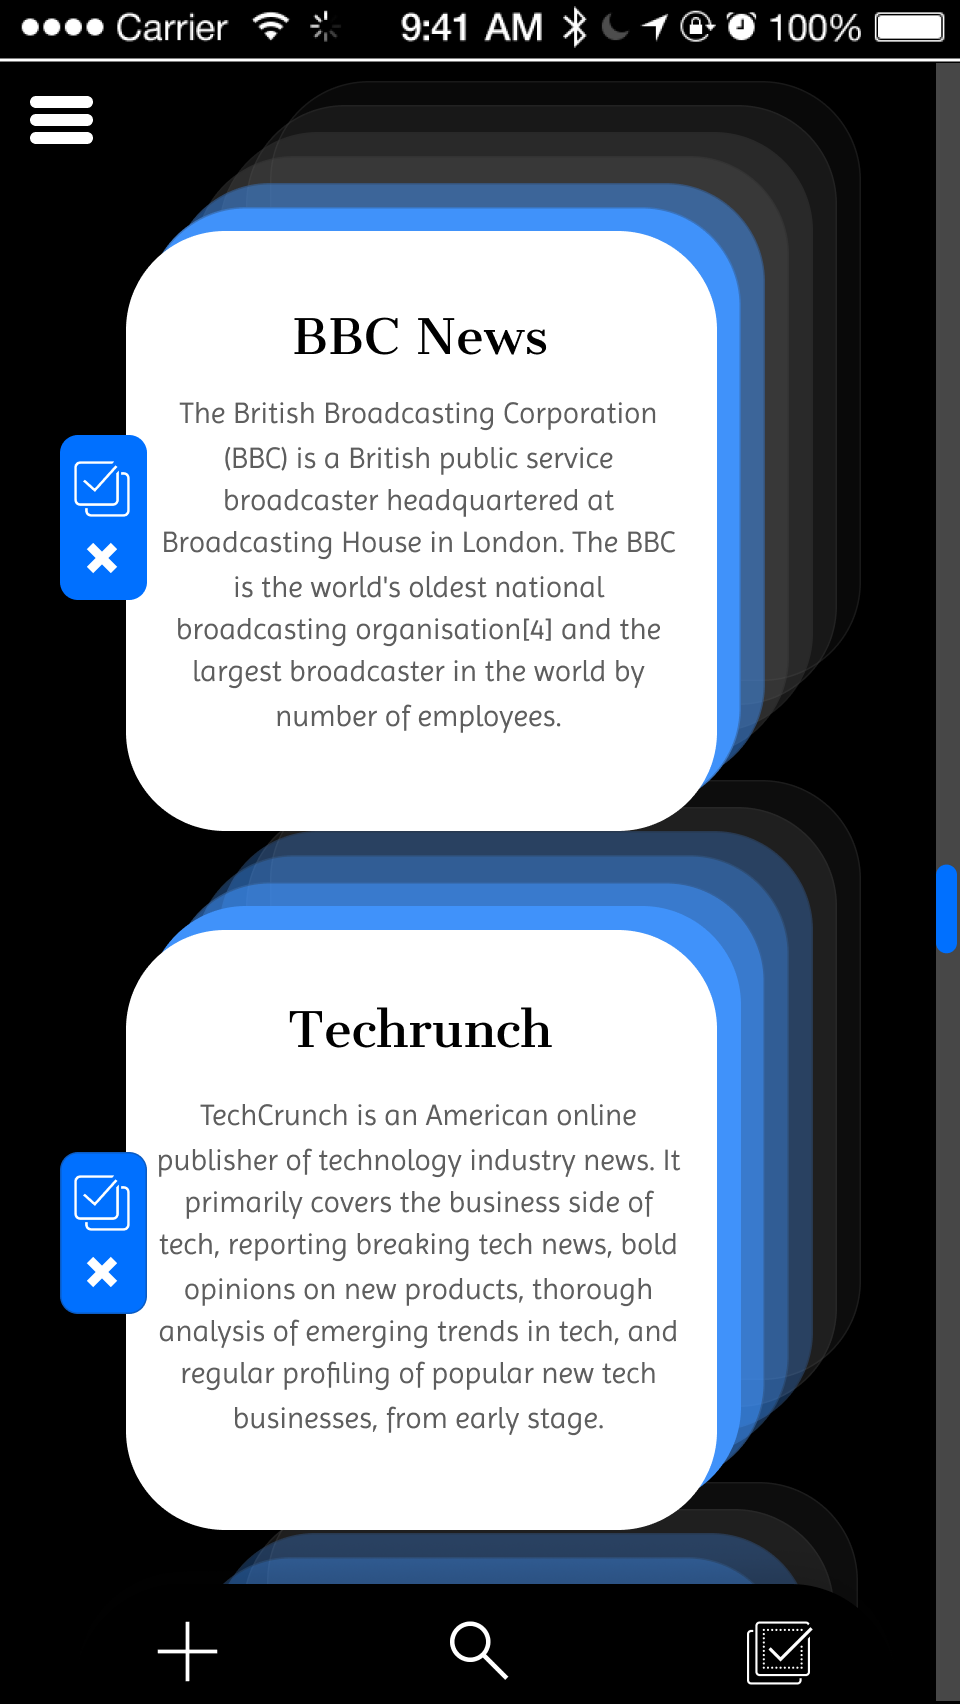 Carrier 9:41 AM 100%
BBC News
The British Broadcasting Corporation
(BBC) is a British public service
broadcaster headquartered at
Broadcasting House in London. The BBC
is the world's oldest national
broadcasting organisation[4] and the
largest broadcaster in the world by
number of employees.
Techrunch
TechCrunch is an American online
publisher of technology industry news. It
primarily covers the business side of
tech, reporting breaking tech news, bold
opinions on new products, thorough
analysis of emerging trends in tech, and
regular profiling of popular new tech
businesses, from early stage.